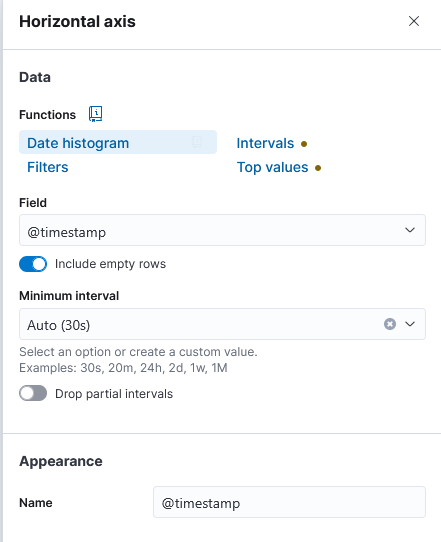 Horizontal axis
Data
Functions
Date histogram
Intervals
Filters
Top values
Field
@timestamp
Include empty rows
Minimum interval
Auto (30s)
Select an option or create a custom value.
Examples: 30s, 20m, 24h, 2d, 1w, 1M
Drop partial intervals
Appearance
Name
@timestamp